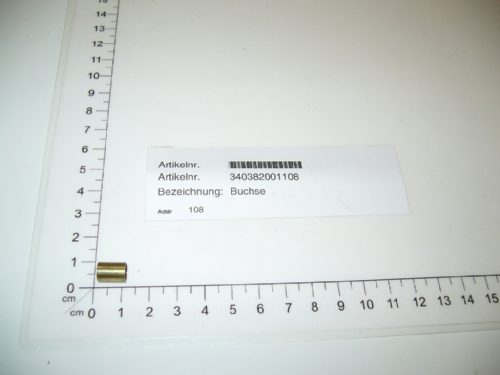 15
14
13
12
11
10
9
8
7
6
5
4
3
2
1
0
cm
Artikelnr.
Artikelnr. 340382001108
Bezeichnung: Buchse
Addr 108
cm 0 1 2 3 4 5 6 7 8 9 10 11 12 13 14 15